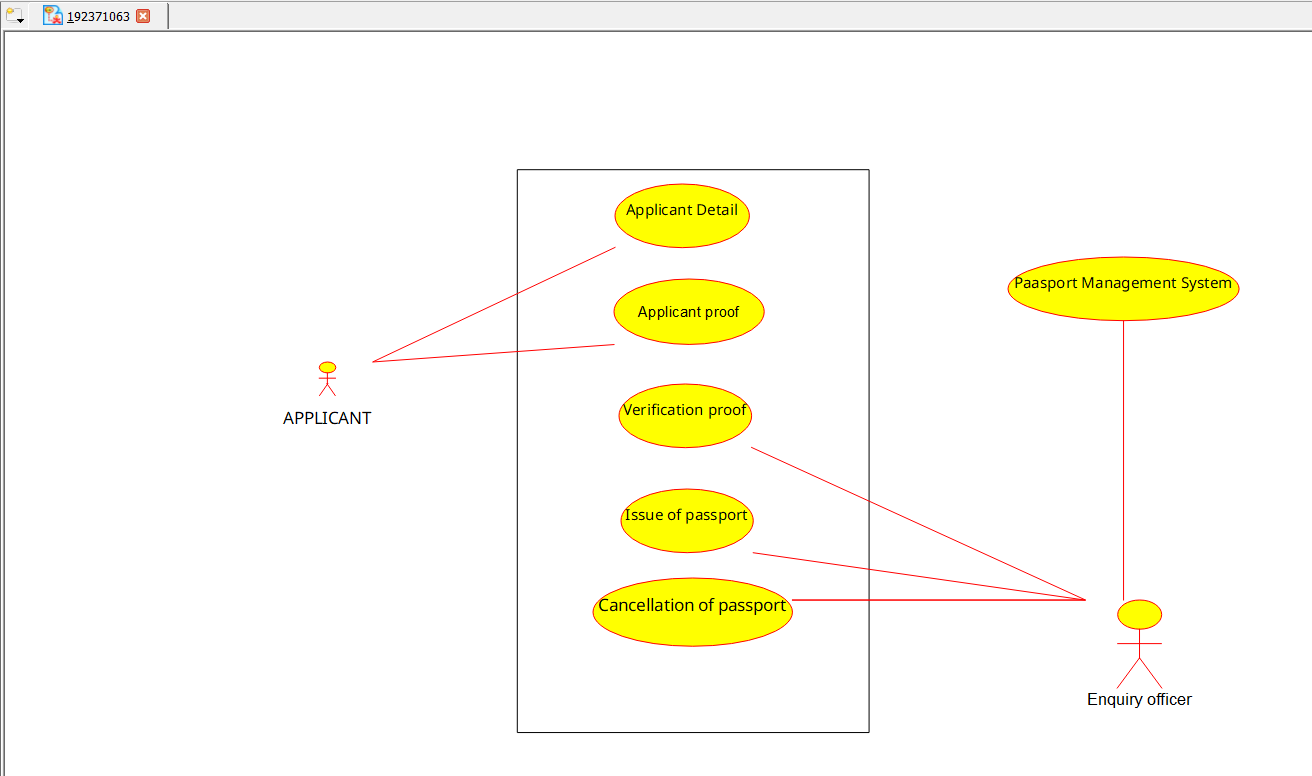 192371063
Applicant Detail
Applicant proof
Verification proof
Issue of passport
Cancellation of passport
APPLICANT
Paasport Management System
Enquiry officer